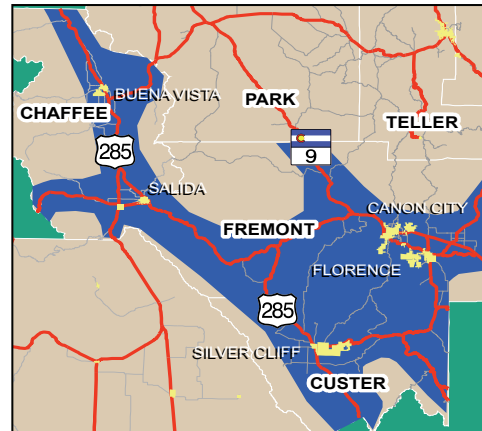 BUENA VISTA
PARK
CHAFFEE
TELLER
285
9
SALIDA
CANON CITY
FREMONT
FLORENCE
285
SILVER CLIFF
CUSTER